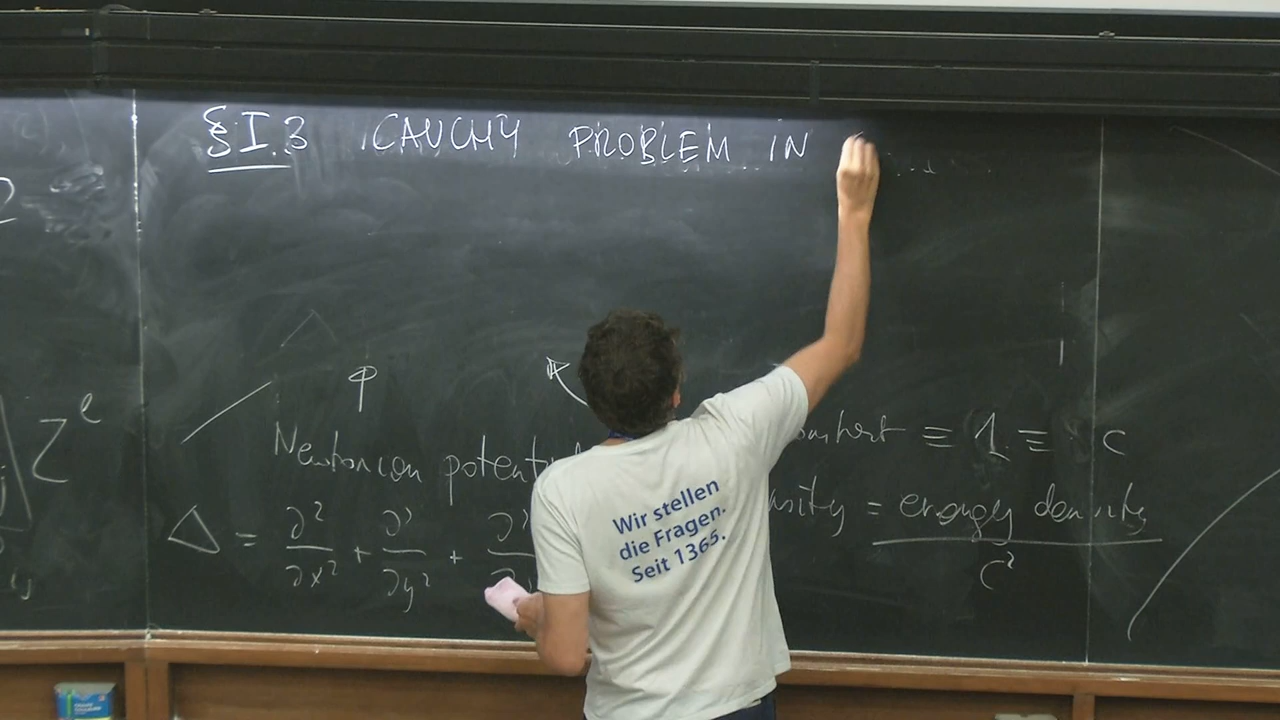 §I.3 CAUCHY PROBLEM IN
Z^e
φ
Newtonian potent
≡ 1 ≡ c
Δ = ∂²/∂x² + ∂²/∂y² +
sity = energy density / c²
Wir stellen
die Fragen.
Seit 1365.